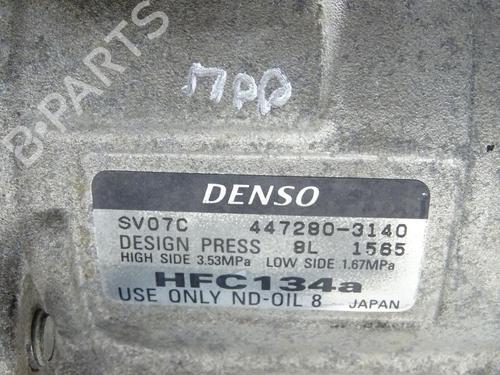 B-PARTS
прр
DENSO
SV07C 447280-3140
DESIGN PRESS 8L 1565
HIGH SIDE 3.53MPa LOW SIDE 1.67MPa
HFC134a
USE ONLY ND-OIL 8 JAPAN